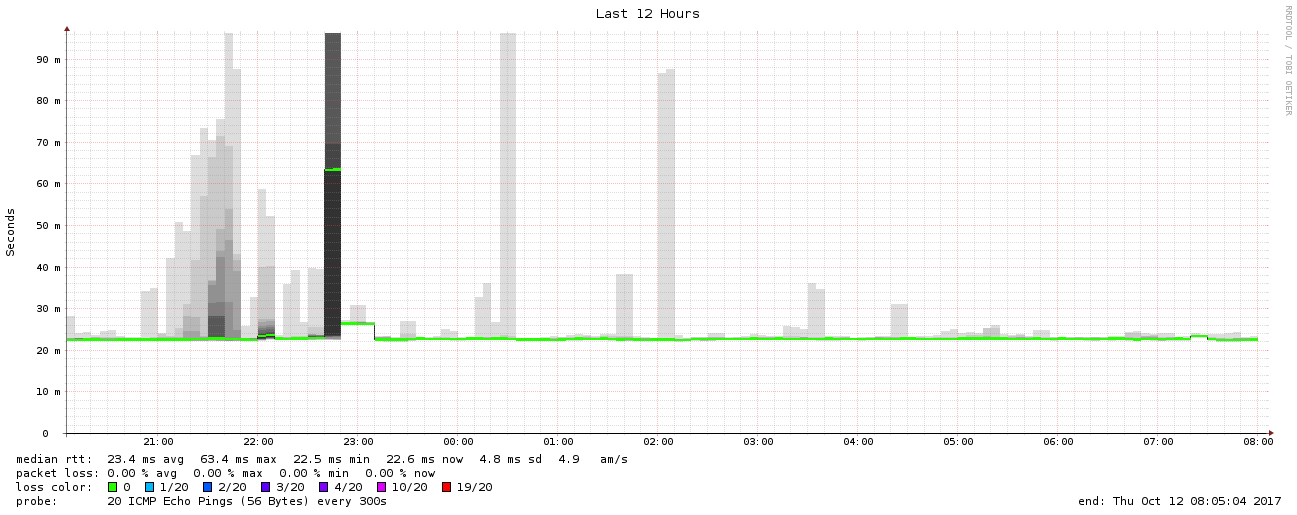 Last 12 Hours
RRDTOOL / TOBI OETIKER
Seconds
90 m
80 m
70 m
60 m
50 m
40 m
30 m
20 m
10 m
0
21:00 22:00 23:00 00:00 01:00 02:00 03:00 04:00 05:00 06:00 07:00 08:00
median rtt: 23.4 ms avg 63.4 ms max 22.5 ms min 22.6 ms now 4.8 ms sd 4.9 am/s
packet loss: 0.00 % avg 0.00 % max 0.00 % min 0.00 % now
loss color: 0 1/20 2/20 3/20 4/20 10/20 19/20
probe: 20 ICMP Echo Pings (56 Bytes) every 300s end: Thu Oct 12 08:05:04 2017